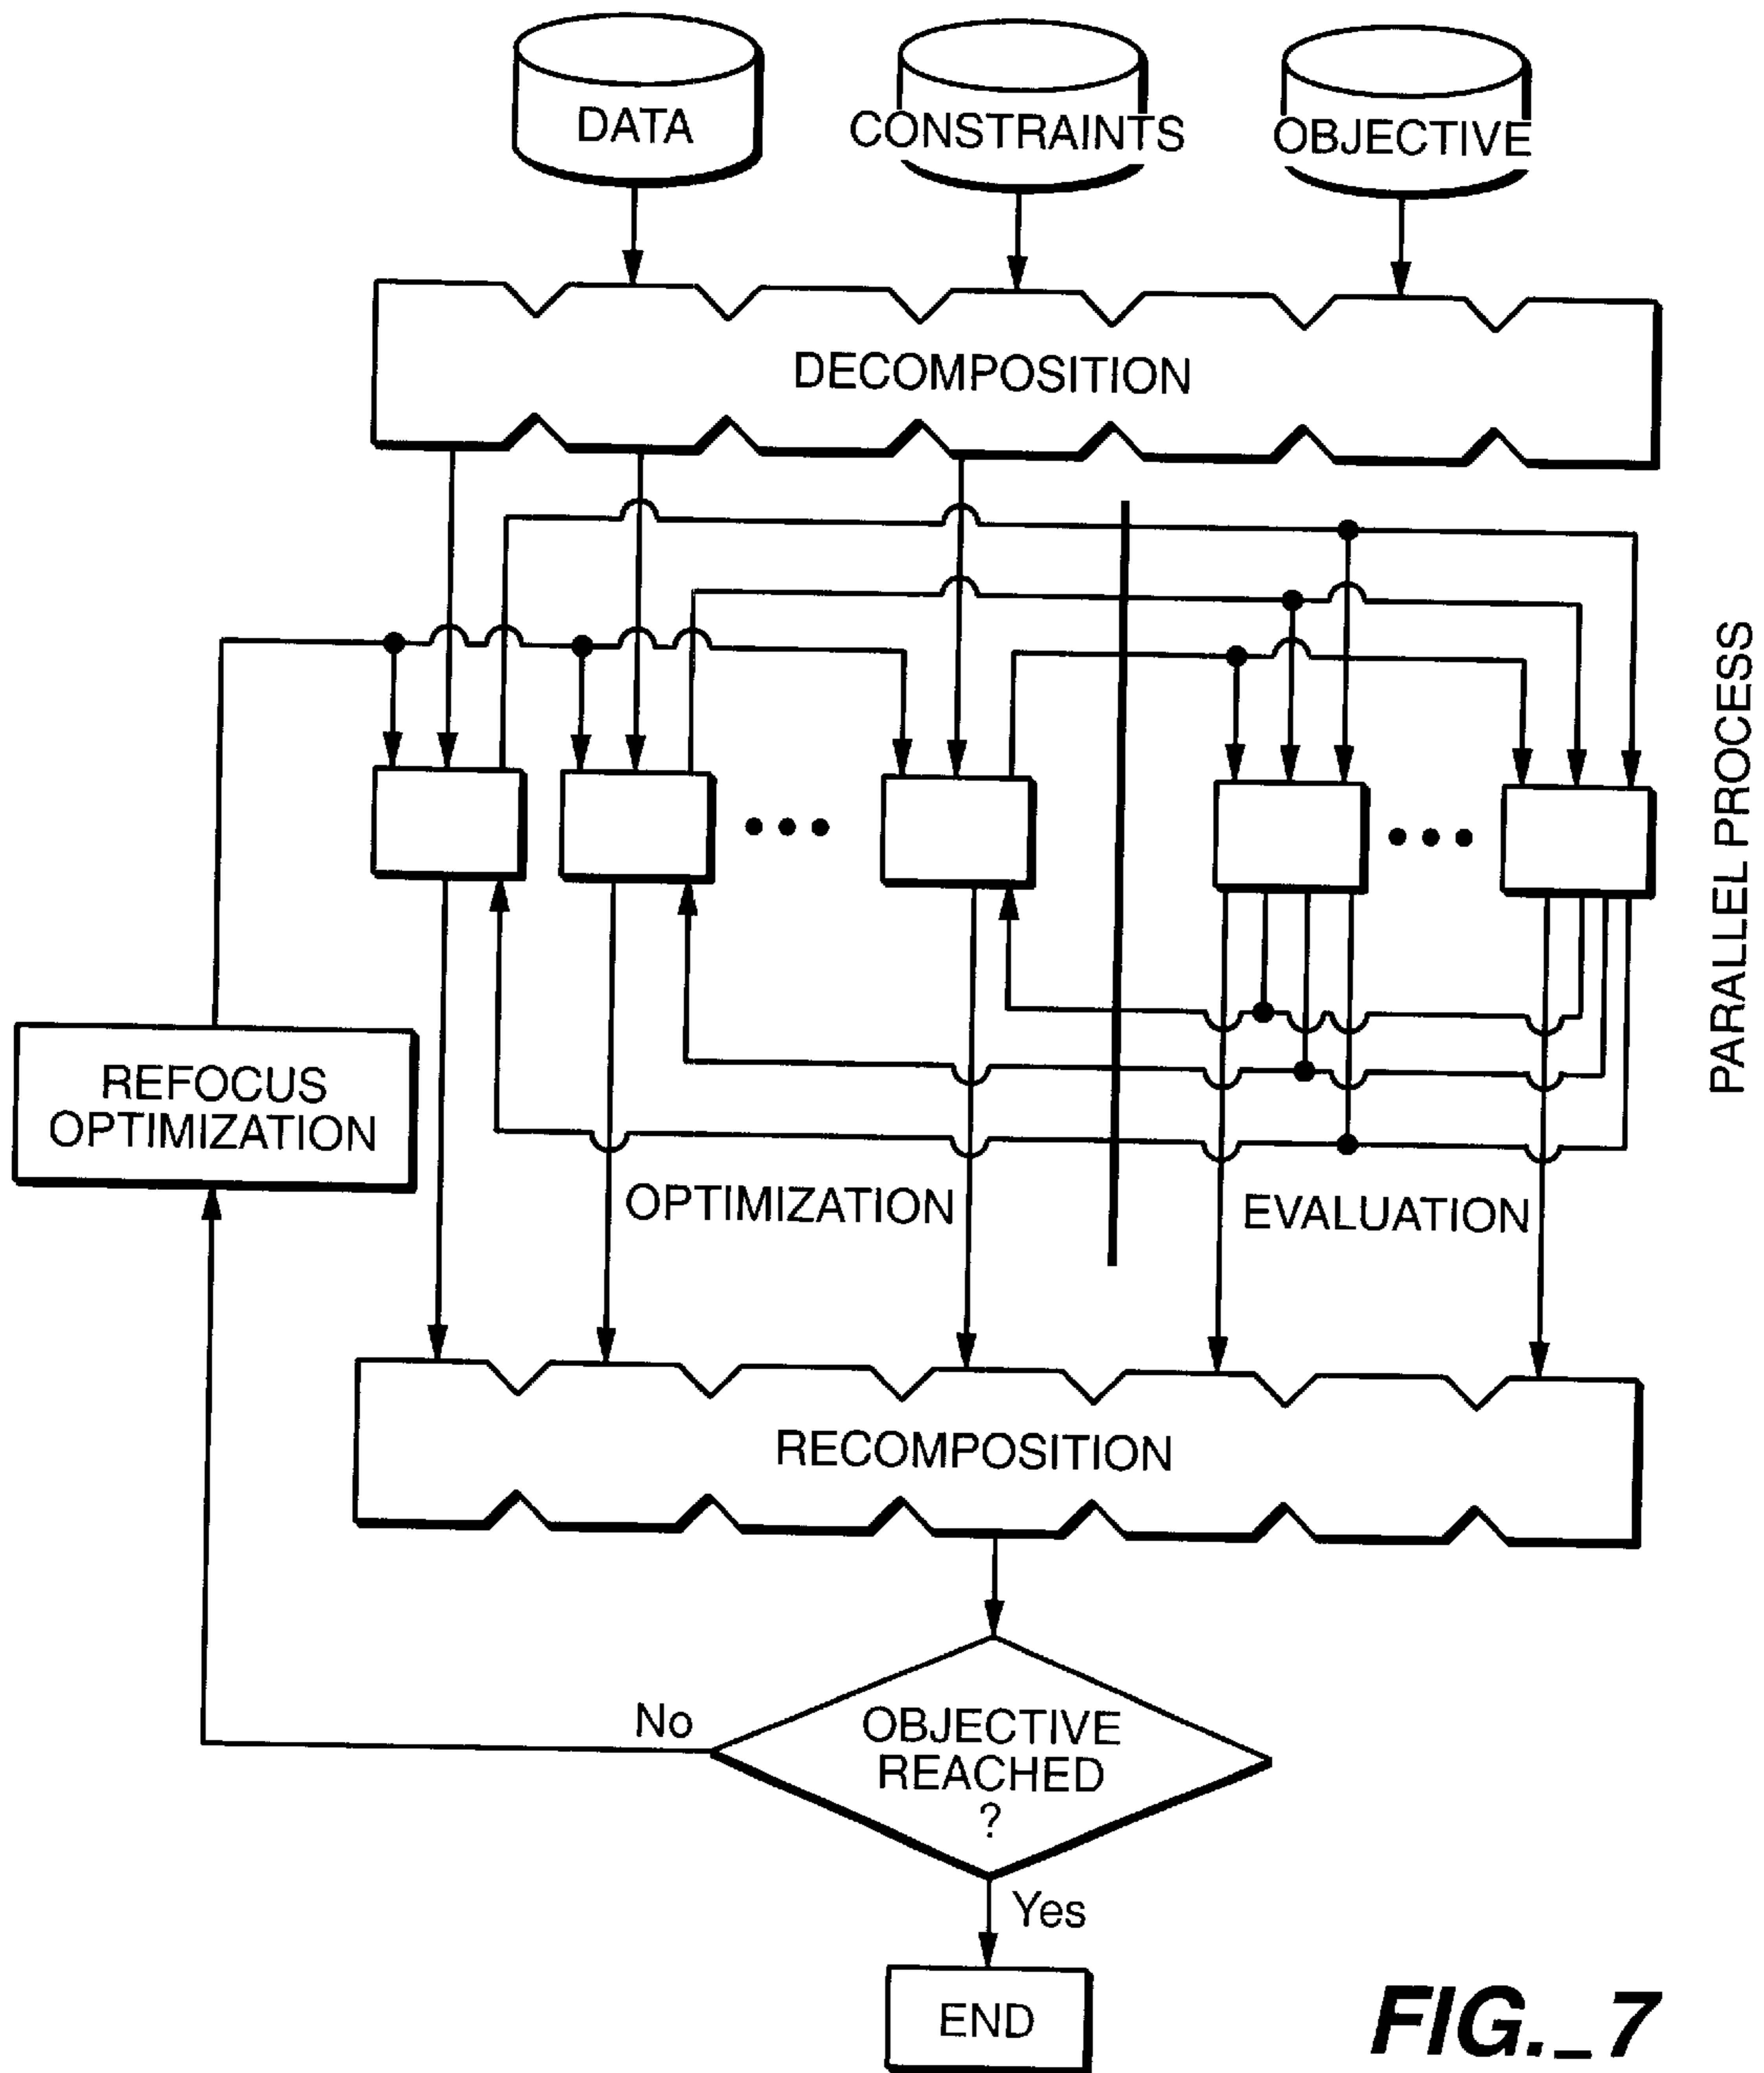 DATA
CONSTRAINTS
OBJECTIVE
DECOMPOSITION
PARALLEL PROCESS
REFOCUS
OPTIMIZATION
OPTIMIZATION
EVALUATION
RECOMPOSITION
No
OBJECTIVE
REACHED
?
Yes
END
FIG._7